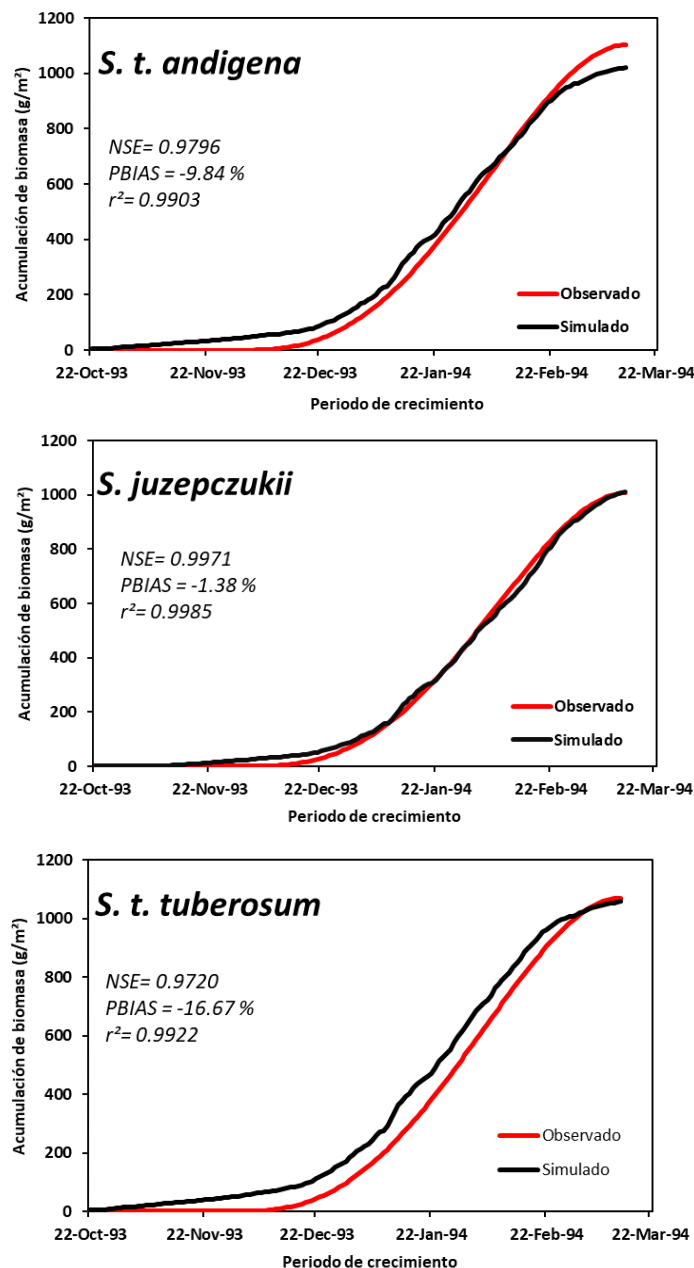 S. t. andigena
NSE= 0.9796
PBIAS = -9.84 %
r²= 0.9903
Acumulación de biomasa (g/m²)
1200
1000
800
600
400
200
0
Observado
Simulado
22-Oct-93 22-Nov-93 22-Dec-93 22-Jan-94 22-Feb-94 22-Mar-94
Periodo de crecimiento
S. juzepczukii
NSE= 0.9971
PBIAS = -1.38 %
r²= 0.9985
Acumulación de biomasa (g/m²)
1200
1000
800
600
400
200
0
Observado
Simulado
22-Oct-93 22-Nov-93 22-Dec-93 22-Jan-94 22-Feb-94 22-Mar-94
Periodo de crecimiento
S. t. tuberosum
NSE= 0.9720
PBIAS = -16.67 %
r²= 0.9922
Acumulación de biomasa (g/m²)
1200
1000
800
600
400
200
0
Observado
Simulado
22-Oct-93 22-Nov-93 22-Dec-93 22-Jan-94 22-Feb-94 22-Mar-94
Periodo de crecimiento